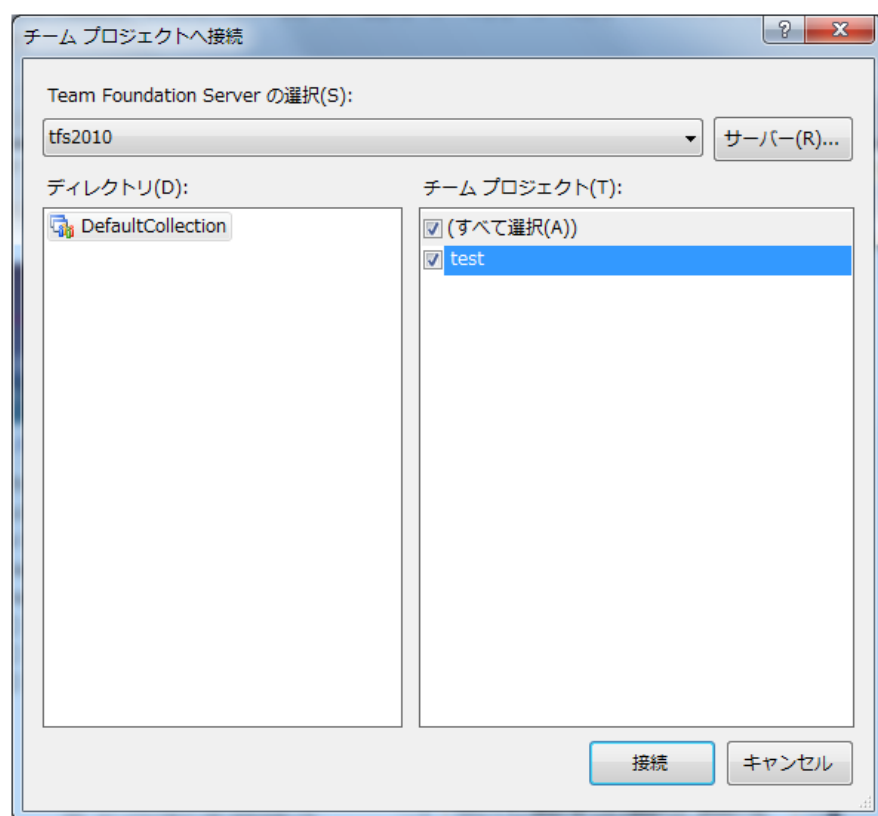 チーム プロジェクトへ接続
Team Foundation Server の選択(S):
tfs2010
サーバー(R)...
ディレクトリ(D):
チーム プロジェクト(T):
DefaultCollection
(すべて選択(A))
test
接続
キャンセル